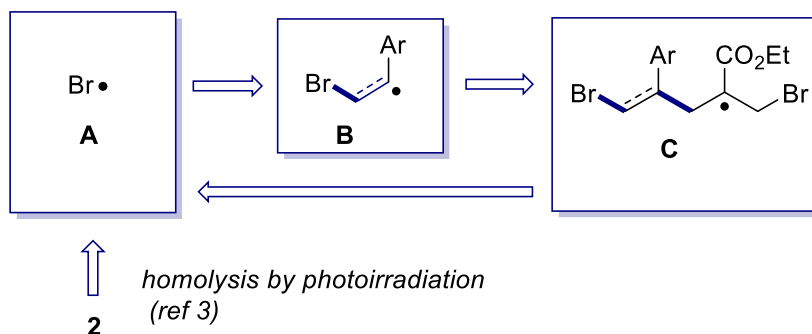 Br•
A
Ar
Br
•
B
Ar
CO₂Et
Br
Br
•
C
homolysis by photoirradiation
(ref 3)
2